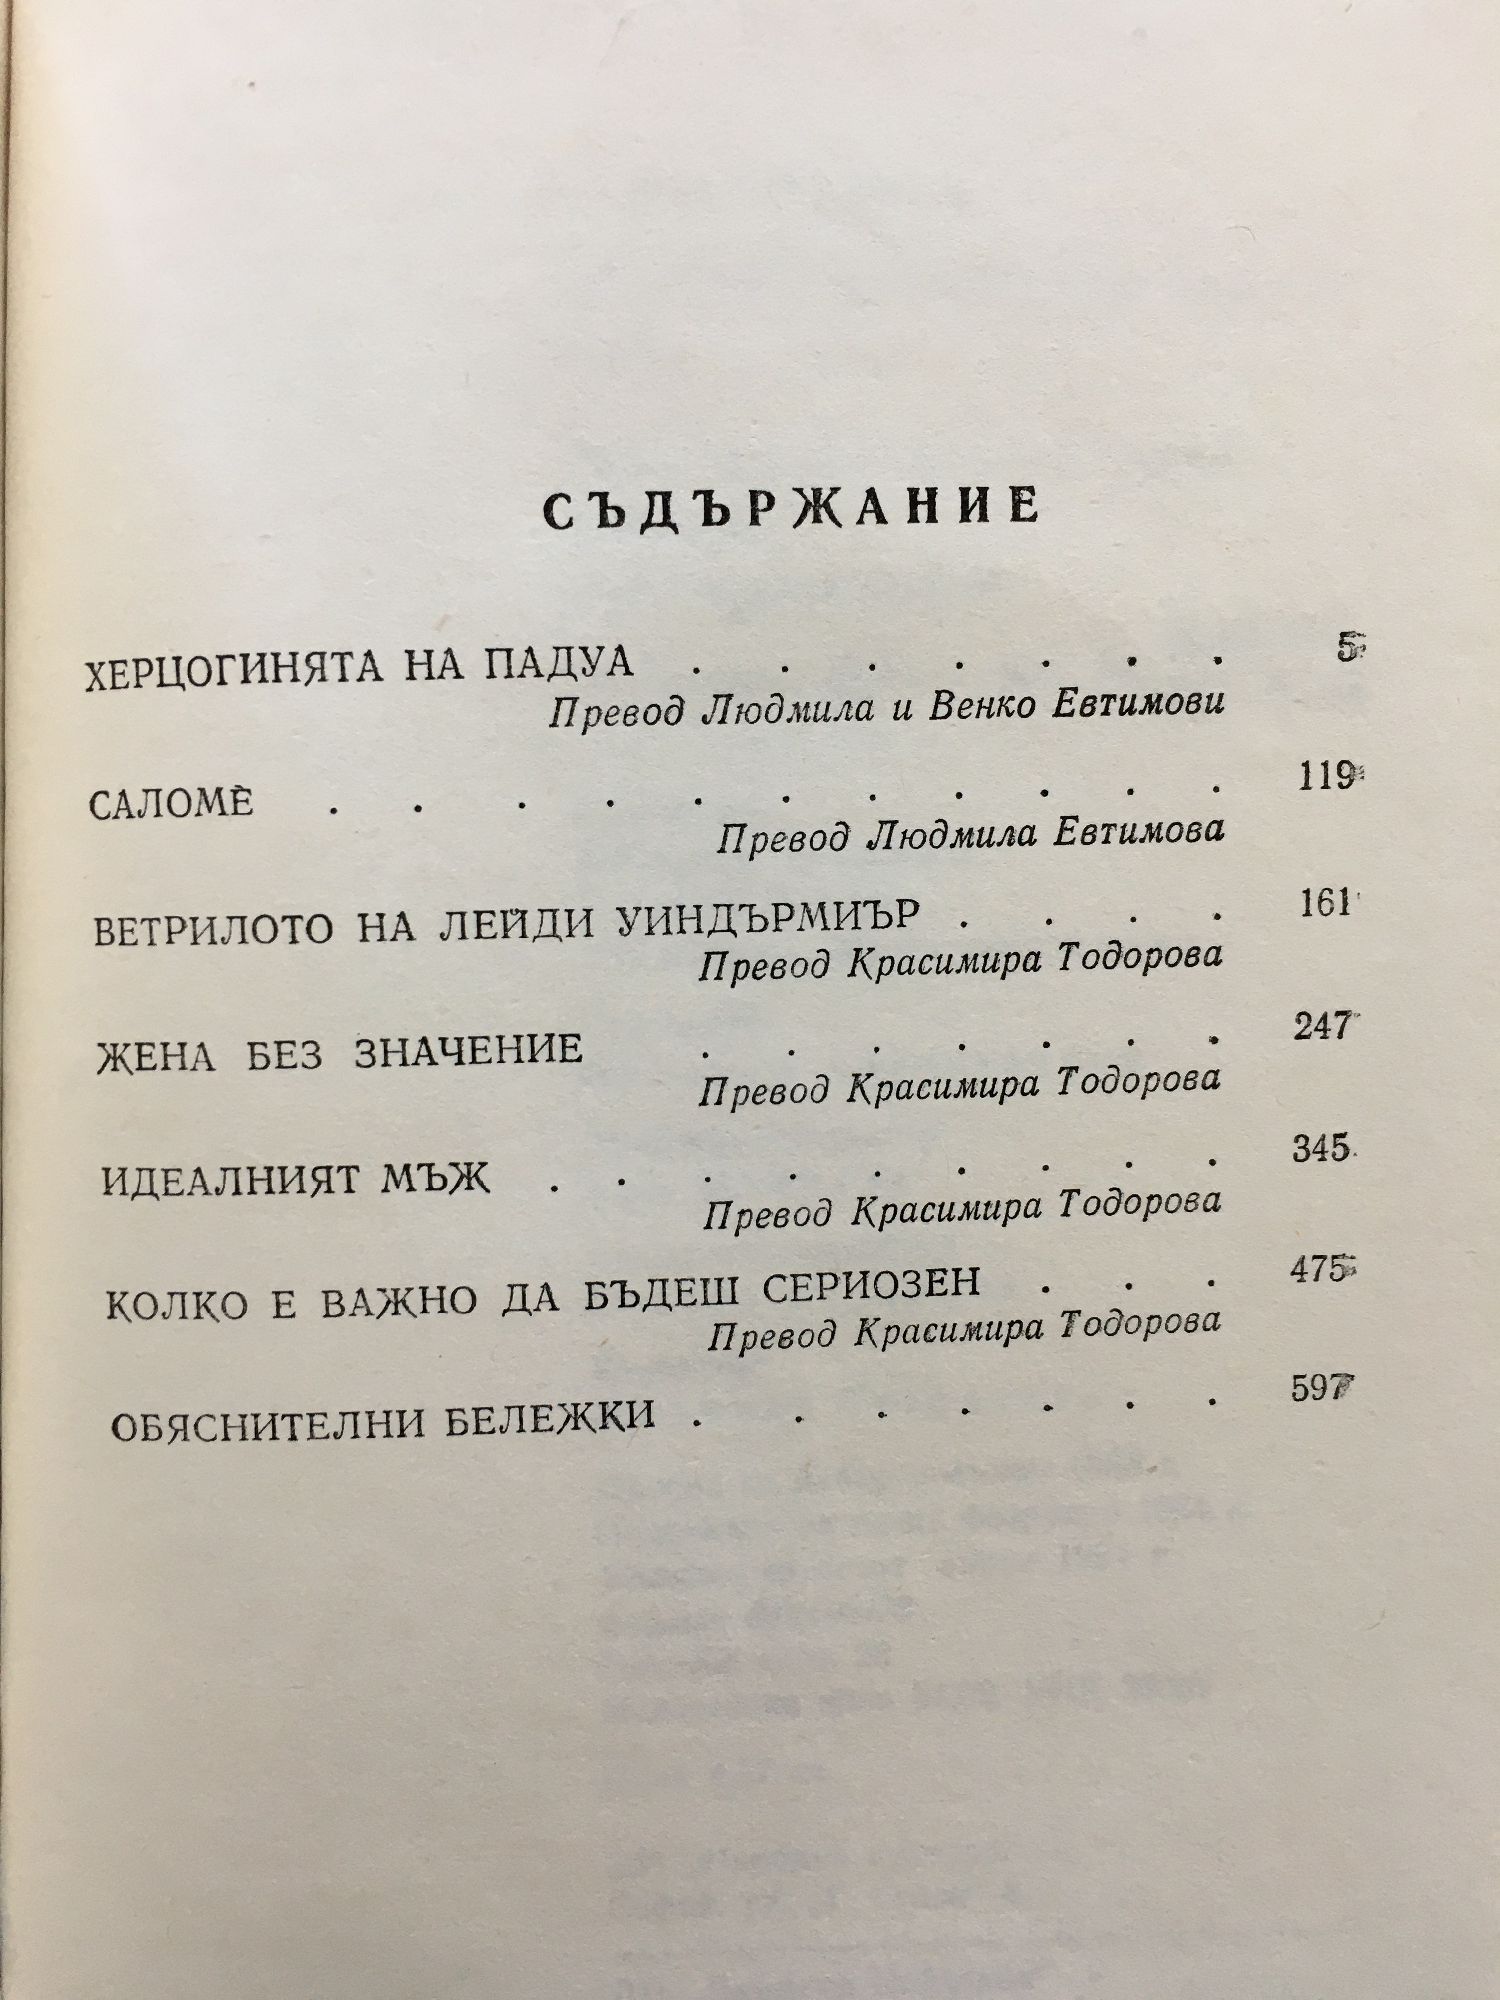 СЪДЪРЖАНИЕ
ХЕРЦОГИНЯТА НА ПАДУА . . . . . . . 5
Превод Людмила и Венко Евтимови
САЛОМЀ . . . . . . . . . . . 119
Превод Людмила Евтимова
ВЕТРИЛОТО НА ЛЕЙДИ УИНДЪРМИЪР . . . . 161
Превод Красимира Тодорова
ЖЕНА БЕЗ ЗНАЧЕНИЕ . . . . . . . 247
Превод Красимира Тодорова
ИДЕАЛНИЯТ МЪЖ . . . . . . . . . 345
Превод Красимира Тодорова
КОЛКО Е ВАЖНО ДА БЪДЕШ СЕРИОЗЕН . . . 475
Превод Красимира Тодорова
ОБЯСНИТЕЛНИ БЕЛЕЖКИ . . . . . . . 597